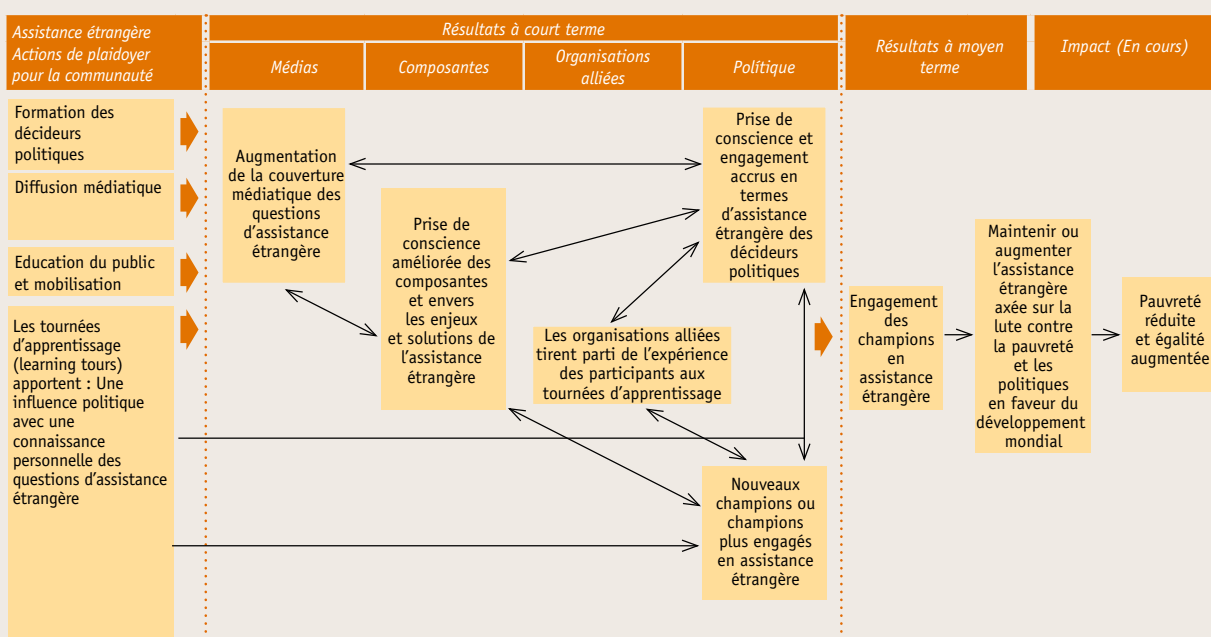 Assistance étrangère
Actions de plaidoyer
pour la communauté
Résultats à court terme
Médias
Composantes
Organisations
alliées
Politique
Résultats à moyen
terme
Impact (En cours)
Formation des
décideurs
politiques
Diffusion médiatique
Education du public
et mobilisation
Les tournées
d'apprentissage
(learning tours)
apportent : Une
influence politique
avec une
connaissance
personnelle des
questions d'assistance
étrangère
Augmentation
de la couverture
médiatique des
questions
d'assistance
étrangère
Prise de
conscience
améliorée des
composantes
et envers
les enjeux
et solutions de
l'assistance
étrangère
Les organisations alliées
tirent parti de l'expérience
des participants aux
tournées d'apprentissage
Prise de
conscience et
engagement
accrus en
termes
d'assistance
étrangère des
décideurs
politiques
Nouveaux
champions ou
champions
plus engagés
en assistance
étrangère
Engagement
des
champions
en
assistance
étrangère
Maintenir ou
augmenter
l'assistance
étrangère
axée sur la
lute contre
la pauvreté
et les
politiques
en faveur du
développement
mondial
Pauvreté
réduite
et égalité
augmentée